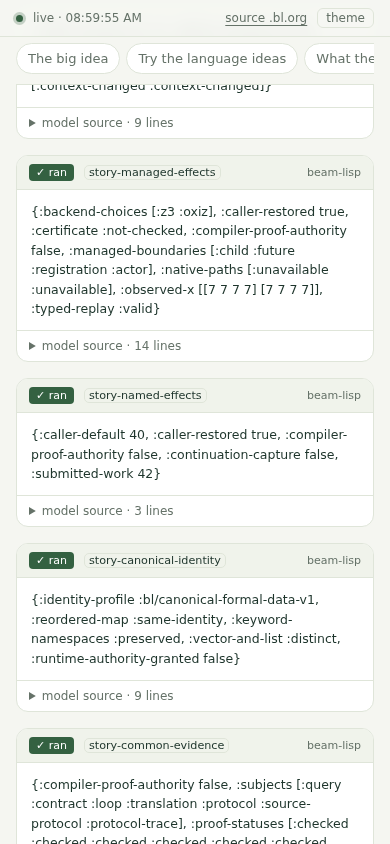 live · 08:59:55 AM
source .bl.org
theme
The big idea
Try the language ideas
What the
[:context-changed :context-changed]}
▶ model source · 9 lines
✓ ran story-managed-effects beam-lisp
{:backend-choices [:z3 :oxiz], :caller-restored true,
:certificate :not-checked, :compiler-proof-authority
false, :managed-boundaries [:child :future
:registration :actor], :native-paths [:unavailable
:unavailable], :observed-x [[7 7 7 7] [7 7 7 7]],
:typed-replay :valid}
▶ model source · 14 lines
✓ ran story-named-effects beam-lisp
{:caller-default 40, :caller-restored true, :compiler-
proof-authority false, :continuation-capture false,
:submitted-work 42}
▶ model source · 3 lines
✓ ran story-canonical-identity beam-lisp
{:identity-profile :bl/canonical-formal-data-v1,
:reordered-map :same-identity, :keyword-
namespaces :preserved, :vector-and-list :distinct,
:runtime-authority-granted false}
▶ model source · 9 lines
✓ ran story-common-evidence beam-lisp
{:compiler-proof-authority false, :subjects [:query
:contract :loop :translation :protocol :source-
protocol :protocol-trace], :proof-statuses [:checked
:checked :checked :checked :checked :checked